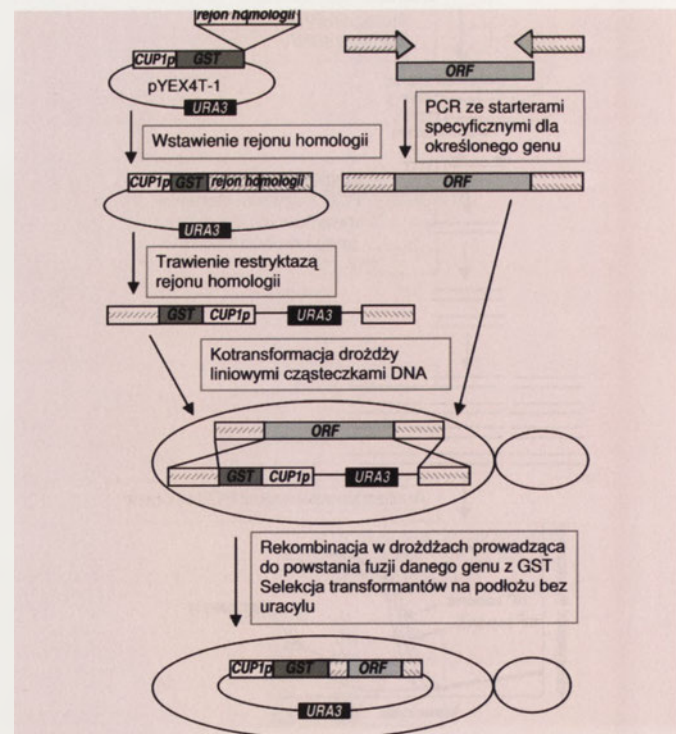 rejon homologii
CUP1p GST
pYEX4T-1
URA3
ORF
Wstawienie rejonu homologii
PCR ze starterami
specyficznymi dla
określonego genu
CUP1p GST rejon homologii
URA3
ORF
Trawienie restryktazą
rejonu homologii
GST CUP1p URA3
Kotransformacja drożdży
liniowymi cząsteczkami DNA
ORF
GST CUP1p URA3
Rekombinacja w drożdżach prowadząca
do powstania fuzji danego genu z GST
Selekcja transformantów na podłożu bez
uracylu
CUP1p GST ORF
URA3